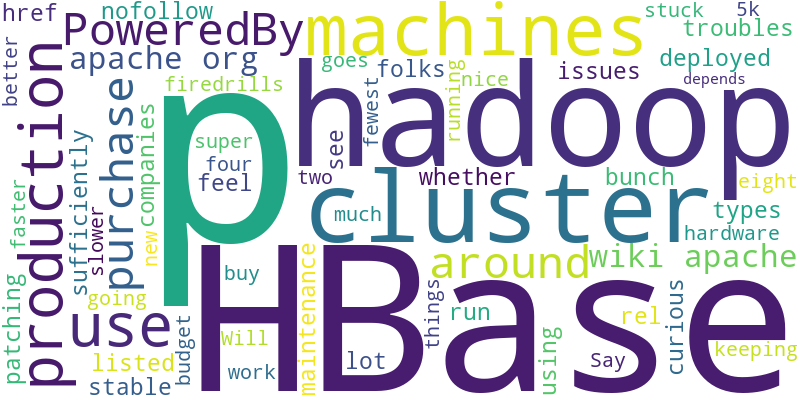 href
nofollow
stuck
5k
PoweredBy
machines
troubles
better
apache org
goes
folks
issues
deployed
production
purchase
firedrills
fewest
running
nice
depends
p
hadoop
sufficiently
companies
super
see
four
feel
two
whether
bunch
eight
faster
slower
new
cluster
much
types
hardware
patching
going
use
HBase
buy
maintenance
around
wiki
apache
things
run
rel
curious
budget
Will
using
keeping
listed
stable
work
lot
Say